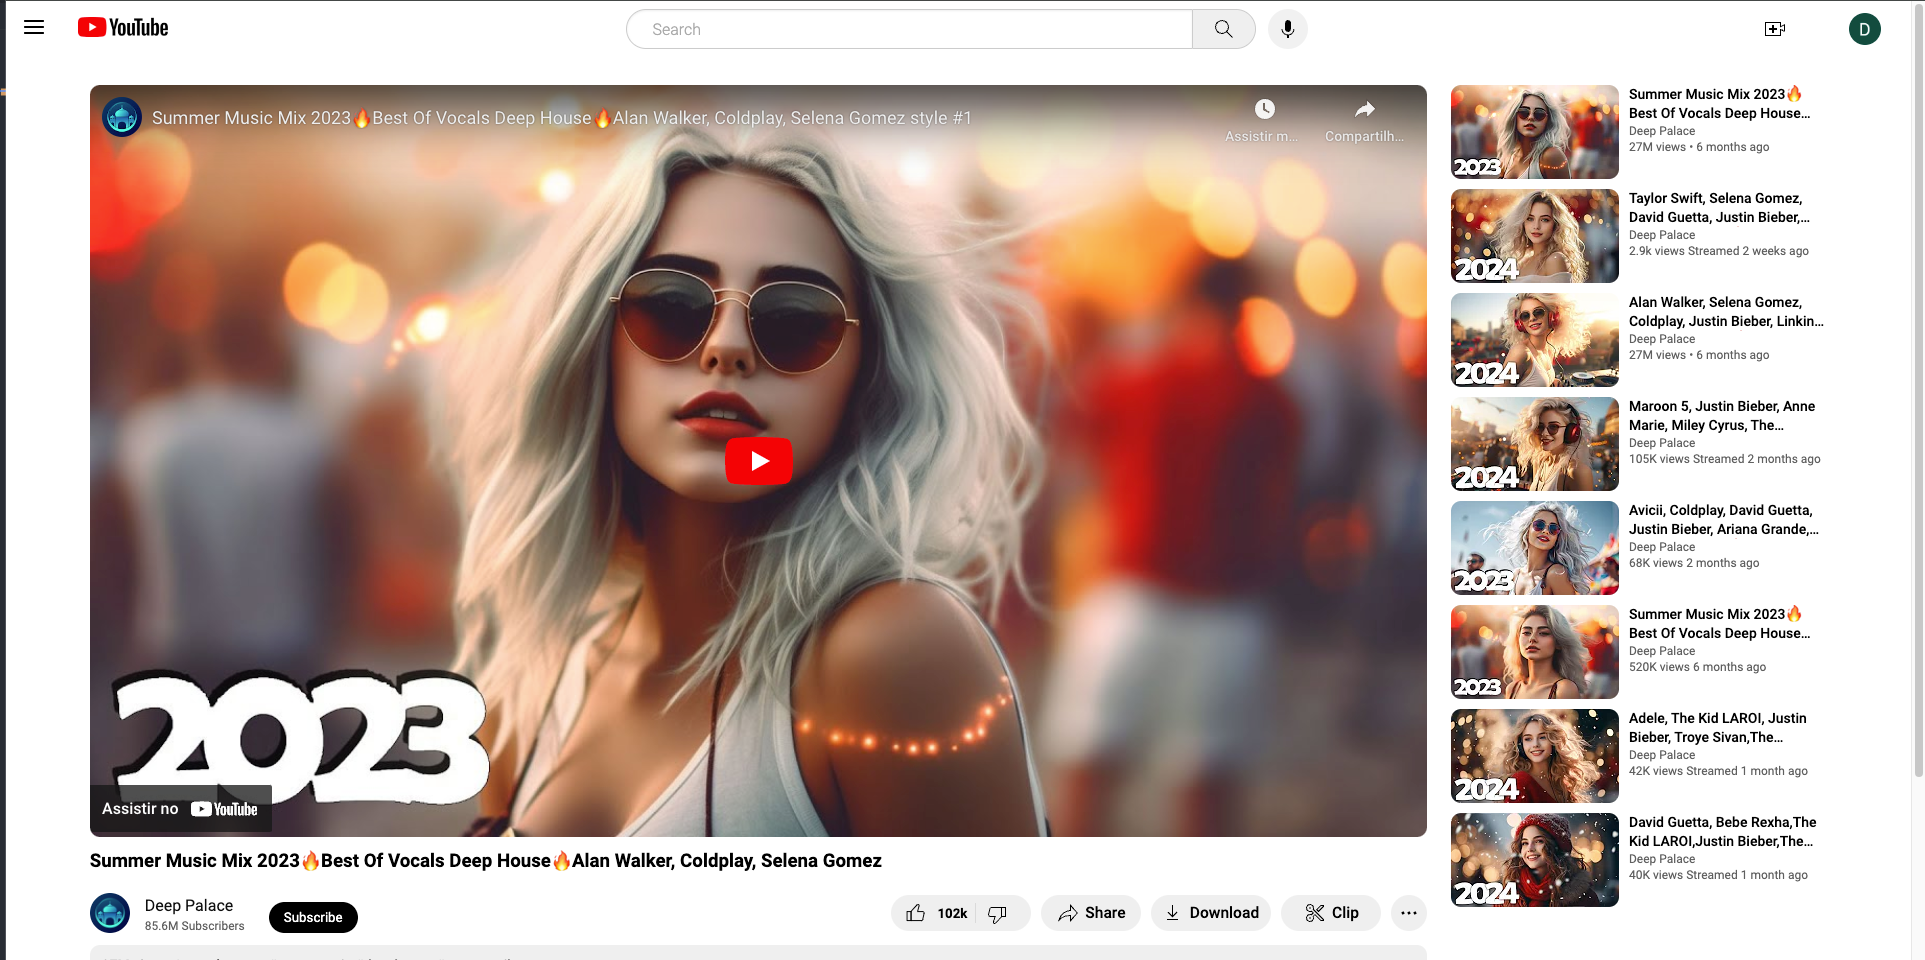 YouTube
Search
D
Summer Music Mix 2023🔥Best Of Vocals Deep House🔥Alan Walker, Coldplay, Selena Gomez style #1
Assistir m...
Compartilh...
2023
Assistir no YouTube
Summer Music Mix 2023🔥Best Of Vocals Deep House🔥Alan Walker, Coldplay, Selena Gomez
Deep Palace
85.6M Subscribers
Subscribe
102k
Share
Download
Clip
2023
Summer Music Mix 2023🔥
Best Of Vocals Deep House...
Deep Palace
27M views • 6 months ago
2024
Taylor Swift, Selena Gomez,
David Guetta, Justin Bieber,...
Deep Palace
2.9k views Streamed 2 weeks ago
2024
Alan Walker, Selena Gomez,
Coldplay, Justin Bieber, Linkin...
Deep Palace
27M views • 6 months ago
2024
Maroon 5, Justin Bieber, Anne
Marie, Miley Cyrus, The...
Deep Palace
105K views Streamed 2 months ago
2023
Avicii, Coldplay, David Guetta,
Justin Bieber, Ariana Grande,...
Deep Palace
68K views 2 months ago
2023
Summer Music Mix 2023🔥
Best Of Vocals Deep House...
Deep Palace
520K views 6 months ago
2024
Adele, The Kid LAROI, Justin
Bieber, Troye Sivan,The...
Deep Palace
42K views Streamed 1 month ago
2024
David Guetta, Bebe Rexha,The
Kid LAROI,Justin Bieber,The...
Deep Palace
40K views Streamed 1 month ago